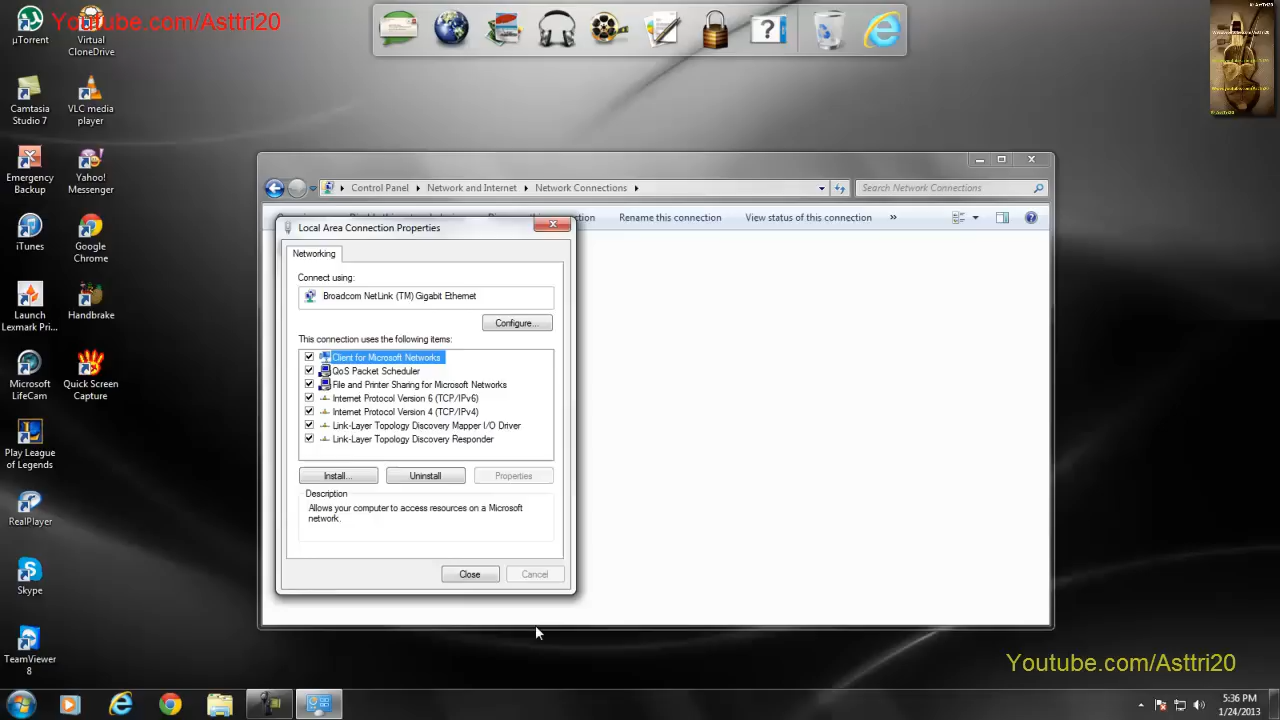 Youtube.com/Asttri20
µTorrent
Virtual
CloneDrive
Camtasia
Studio 7
VLC media
player
Emergency
Backup
Yahoo!
Messenger
iTunes
Google
Chrome
Launch
Lexmark Pri...
Handbrake
Microsoft
LifeCam
Quick Screen
Capture
Play League
of Legends
RealPlayer
Skype
TeamViewer
8
Control Panel
Network and Internet
Network Connections
Search Network Connections
Rename this connection
View status of this connection
»
Local Area Connection Properties
Networking
Connect using:
Broadcom NetLink (TM) Gigabit Ethernet
Configure...
This connection uses the following items:
Client for Microsoft Networks
QoS Packet Scheduler
File and Printer Sharing for Microsoft Networks
Internet Protocol Version 6 (TCP/IPv6)
Internet Protocol Version 4 (TCP/IPv4)
Link-Layer Topology Discovery Mapper I/O Driver
Link-Layer Topology Discovery Responder
Install...
Uninstall
Properties
Description
Allows your computer to access resources on a Microsoft
network.
Close
Cancel
Youtube.com/Asttri20
5:36 PM
1/24/2013